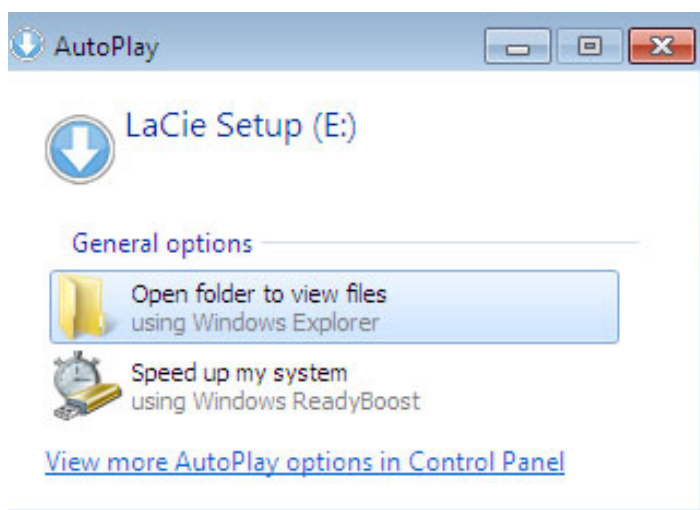 AutoPlay
LaCie Setup (E:)
General options
Open folder to view files
using Windows Explorer
Speed up my system
using Windows ReadyBoost
View more AutoPlay options in Control Panel